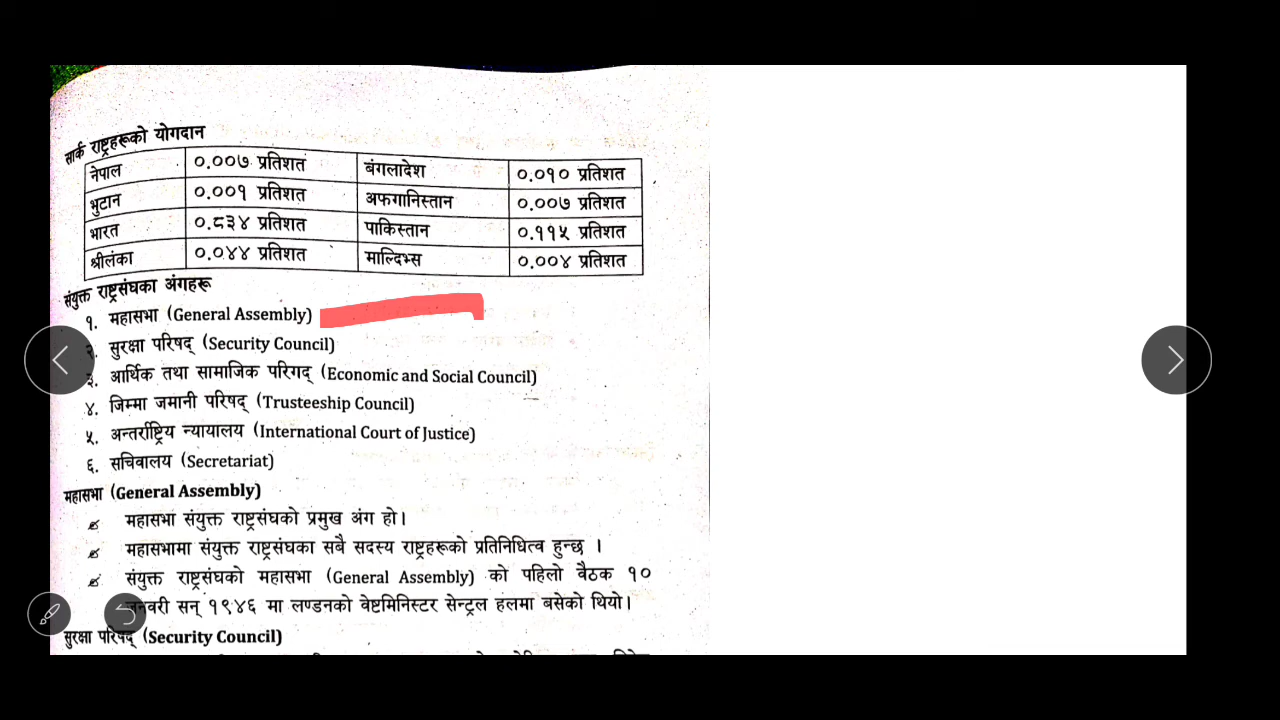 सार्क राष्ट्रहरूको योगदान
नेपाल ०.००७ प्रतिशत बंगलादेश ०.०१० प्रतिशत
भुटान ०.००१ प्रतिशत अफगानिस्तान ०.००७ प्रतिशत
भारत ०.८३४ प्रतिशत पाकिस्तान ०.११५ प्रतिशत
श्रीलंका ०.०४४ प्रतिशत माल्दिभ्स ०.००४ प्रतिशत
संयुक्त राष्ट्रसंघका अंगहरू
१. महासभा (General Assembly)
२. सुरक्षा परिषद् (Security Council)
३. आर्थिक तथा सामाजिक परिगद् (Economic and Social Council)
४. जिम्मा जमानी परिषद् (Trusteeship Council)
५. अन्तर्राष्ट्रिय न्यायालय (International Court of Justice)
६. सचिवालय (Secretariat)
महासभा (General Assembly)
महासभा संयुक्त राष्ट्रसंघको प्रमुख अंग हो।
महासभामा संयुक्त राष्ट्रसंघका सबै सदस्य राष्ट्रहरूको प्रतिनिधित्व हुन्छ ।
संयुक्त राष्ट्रसंघको महासभा (General Assembly) को पहिलो बैठक १०
जनवरी सन् १९४६ मा लण्डनको वेष्टमिनिस्टर सेन्ट्रल हलमा बसेको थियो।
सुरक्षा परिषद् (Security Council)